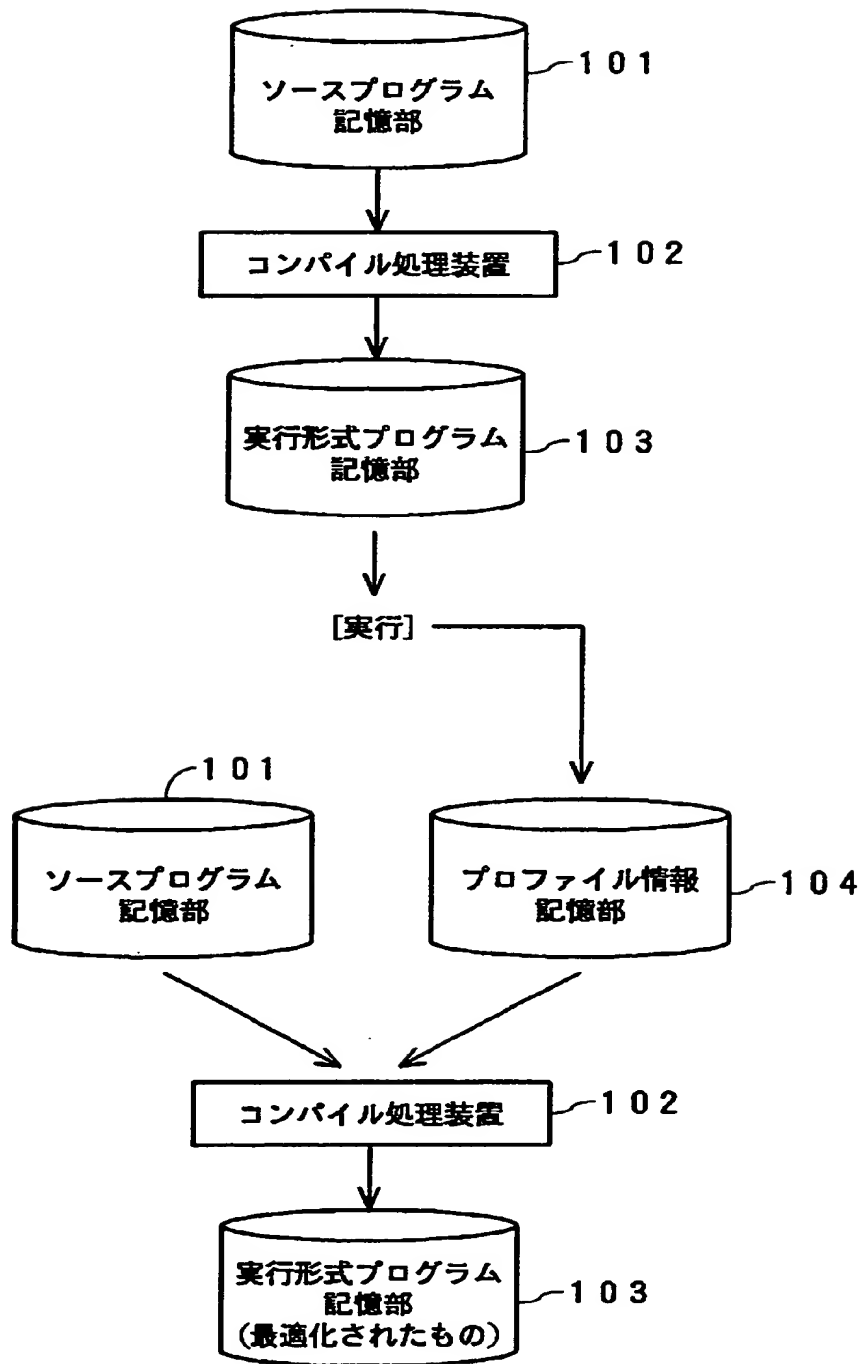 ソースプログラム
記憶部
101
コンパイル処理装置
102
実行形式プログラム
記憶部
103
[実行]
101
ソースプログラム
記憶部
プロファイル情報
記憶部
104
コンパイル処理装置
102
実行形式プログラム
記憶部
(最適化されたもの)
103